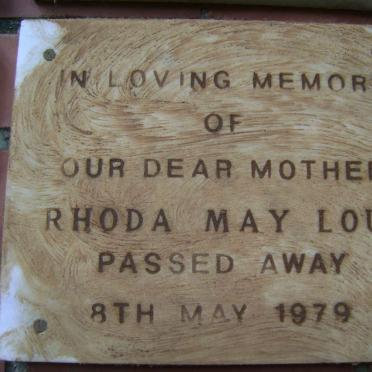 IN LOVING MEMOR
OF
OUR DEAR MOTHE
RHODA MAY LOU
PASSED AWAY
8TH MAY 1979